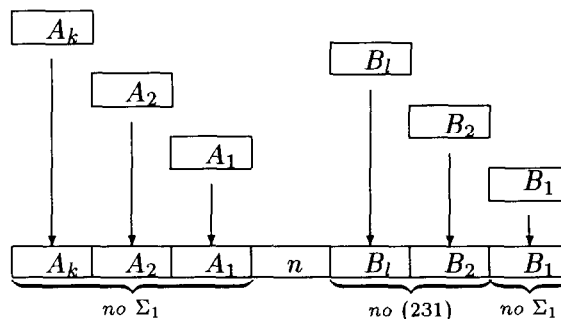 A_k
B_l
A_2
B_2
A_1
B_1
A_k A_2 A_1 n B_l B_2 B_1
no Σ_1 no (231) no Σ_1